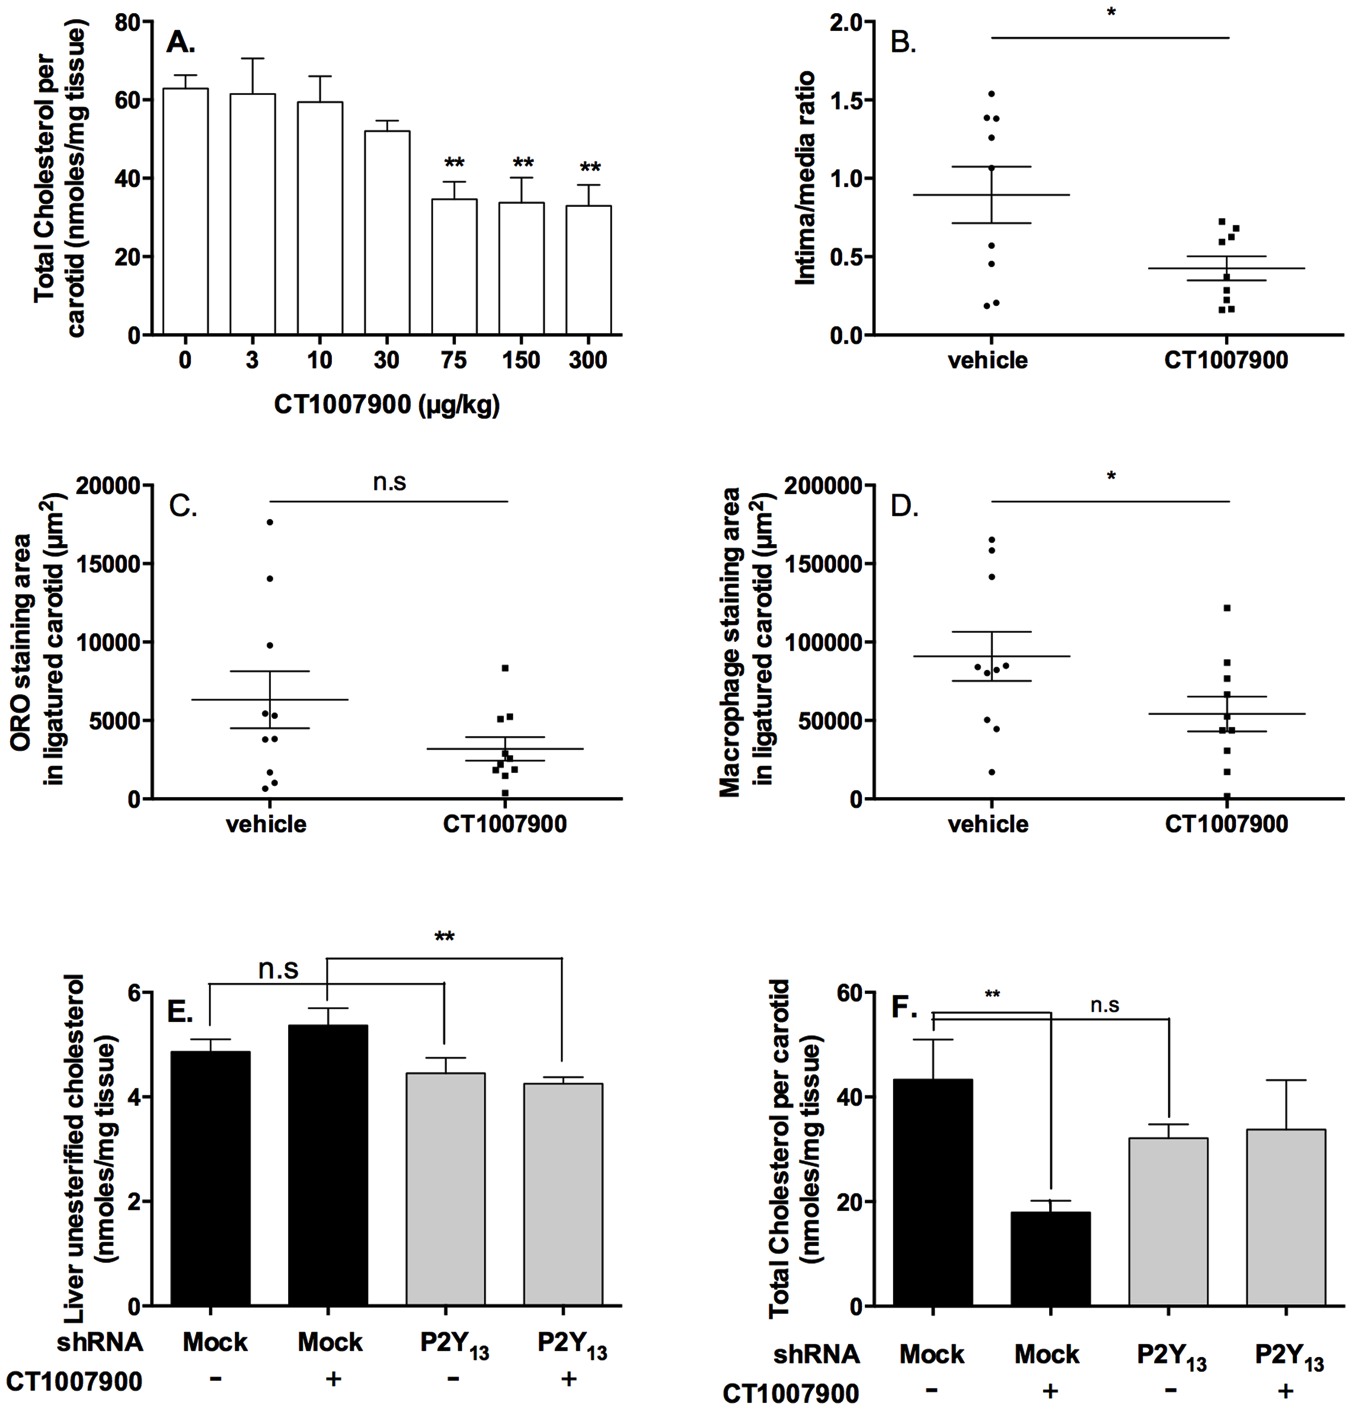 A.
Total Cholesterol per
carotid (nmoles/mg tissue)
80
60
40
20
0
** ** **
0 3 10 30 75 150 300
CT1007900 (µg/kg)
B.
*
Intima/media ratio
2.0
1.5
1.0
0.5
0.0
vehicle CT1007900
C.
n.s
ORO staining area
in ligatured carotid (µm²)
20000
15000
10000
5000
0
vehicle CT1007900
D.
*
Macrophage staining area
in ligatured carotid (µm²)
200000
150000
100000
50000
0
vehicle CT1007900
E.
**
n.s
Liver unesterified cholesterol
(nmoles/mg tissue)
6
4
2
0
shRNA Mock Mock P2Y₁₃ P2Y₁₃
CT1007900 - + - +
F.
**
n.s
Total Cholesterol per carotid
(nmoles/mg tissue)
60
40
20
0
shRNA Mock Mock P2Y₁₃ P2Y₁₃
CT1007900 - + - +